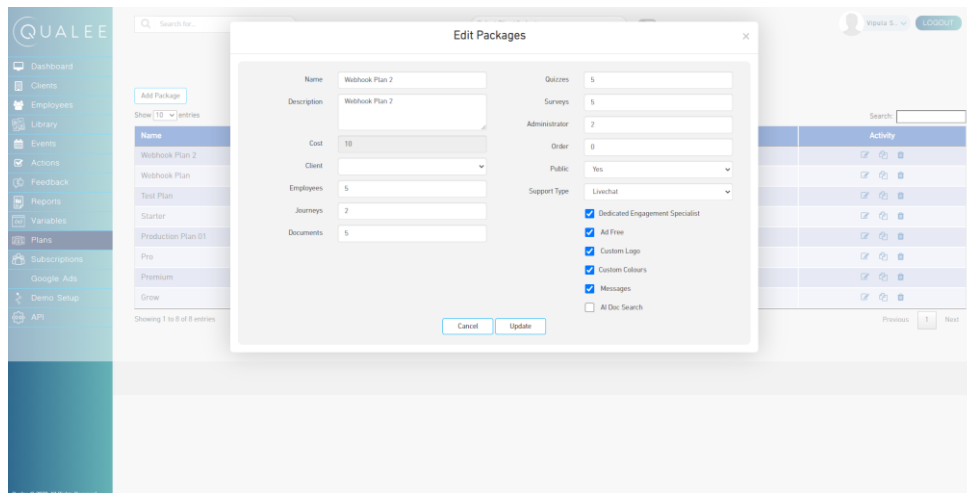 QUALEE
Search for..
Vipula S..
LOGOUT
Dashboard
Clients
Employees
Library
Events
Actions
Feedback
Reports
Variables
Plans
Subscriptions
Google Ads
Demo Setup
API
Add Package
Show 10 entries
Search:
Name
Activity
Webhook Plan 2
Webhook Plan
Test Plan
Starter
Production Plan 01
Pre
Premium
Grow
Showing 1 to 8 of 8 entries
Previous 1 Next
Edit Packages
×
Name Webhook Plan 2
Description Webhook Plan 2
Cost 10
Client
Employees 5
Journeys 2
Documents 5
Quizzes 5
Surveys 5
Administrator 2
Order 0
Public Yes
Support Type Livechat
Dedicated Engagement Specialist
Ad Free
Custom Logo
Custom Colours
Messages
AI Doc Search
Cancel
Update